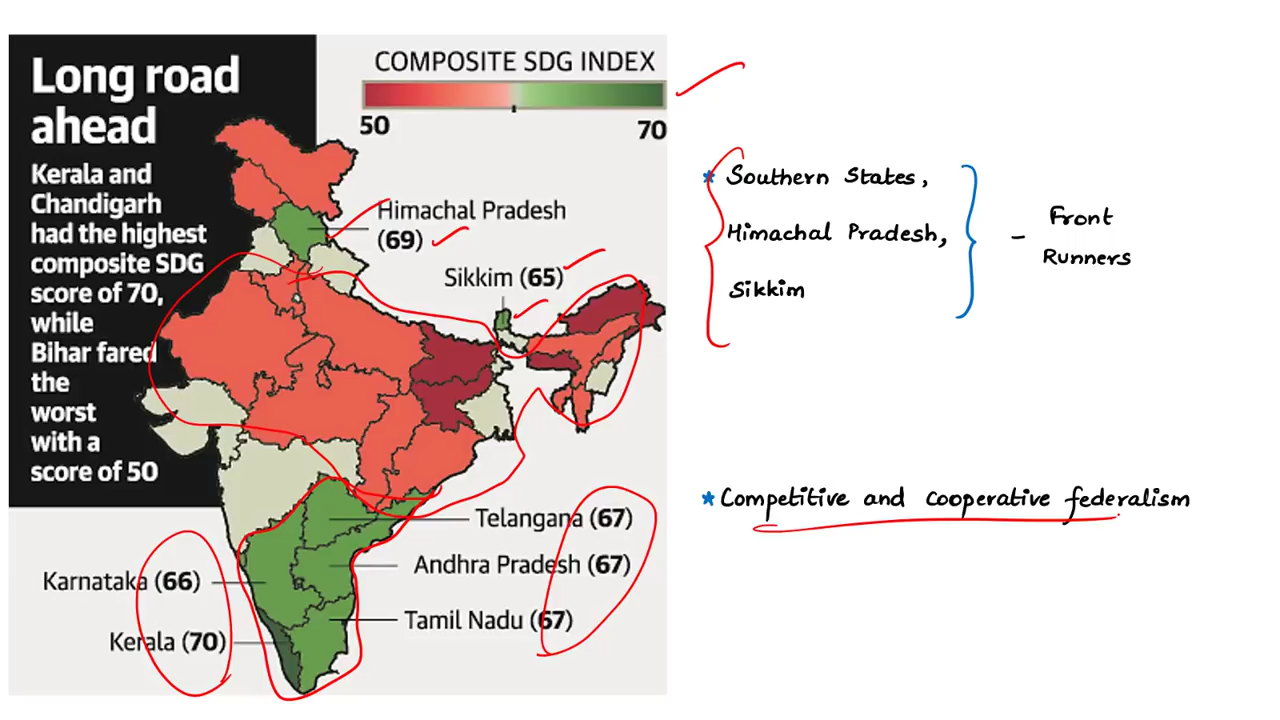 Long road
ahead
Kerala and
Chandigarh
had the highest
composite SDG
score of 70,
while
Bihar fared
the
worst
with a
score of 50
COMPOSITE SDG INDEX
50
70
Himachal Pradesh
(69)
Sikkim (65)
Telangana (67)
Andhra Pradesh (67)
Tamil Nadu (67)
Karnataka (66)
Kerala (70)
* Southern States,
Himachal Pradesh,
Sikkim
- Front
Runners
* Competitive and cooperative federalism